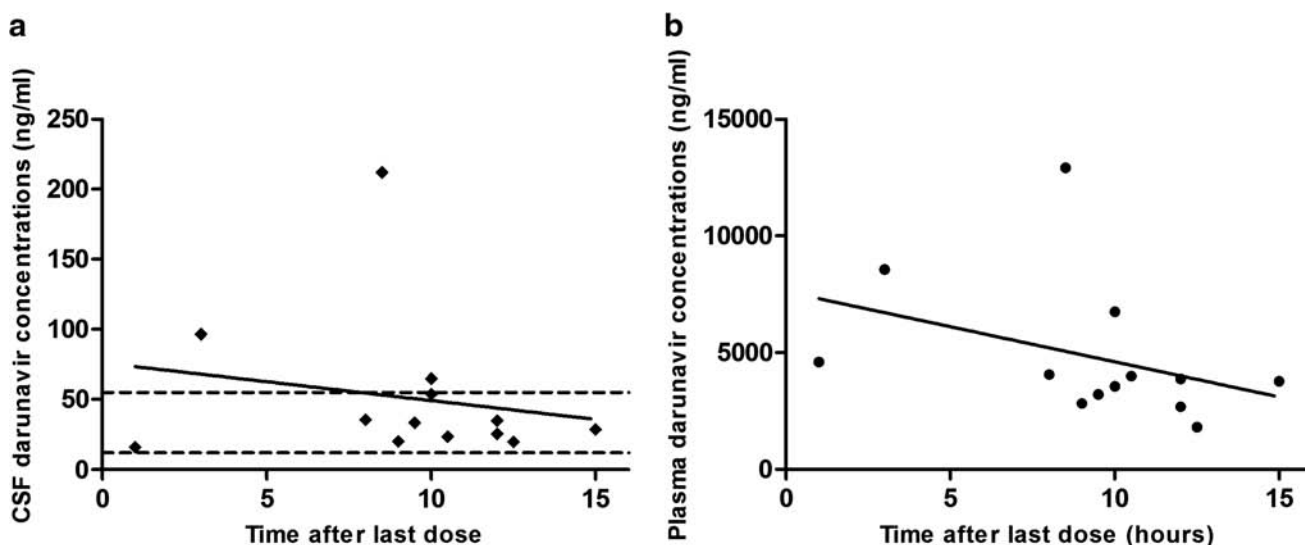 a
CSF darunavir concentrations (ng/ml)
250
200
150
100
50
0
0 5 10 15
Time after last dose
b
Plasma darunavir concentrations (ng/ml)
15000
10000
5000
0
0 5 10 15
Time after last dose (hours)